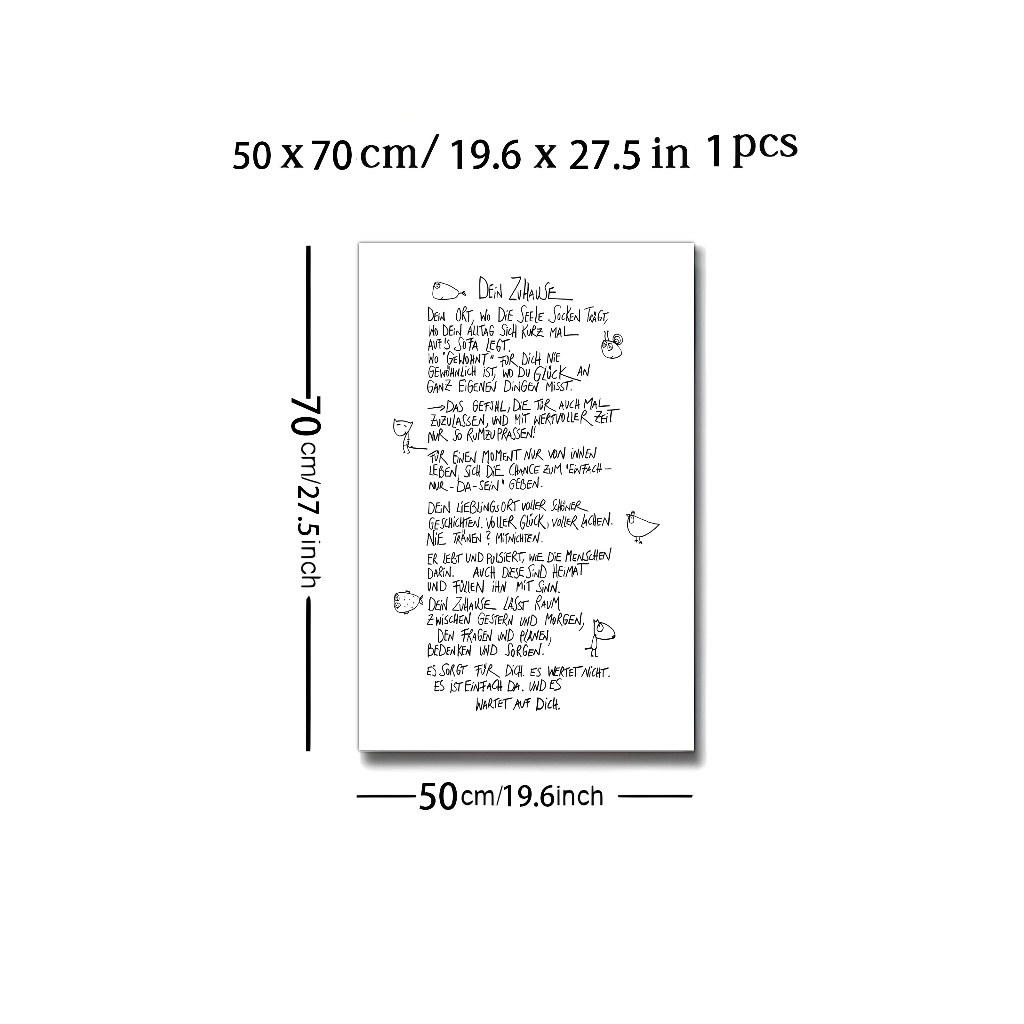 50 x 70 cm/ 19.6 x 27.5 in 1 pcs
DEIN ZUHAUSE
DEIN ORT, WO DIE SEELE SOCKEN TRÄGT,
WO DEIN ALLTAG SICH KURZ MAL
AUF'S SOFA LEGT.
WO "GEWOHNT" FÜR DICH NIE
GEWÖHNLICH IST, WO DU GLÜCK AN
GANZ EIGENEN DINGEN MISST.
→DAS GEFÜHL, DIE TÜR AUCH MAL
ZUZULASSEN, UND MIT WERTVOLLER ZEIT
NUR SO RUMZUPRASSEN!
FÜR EINEN MOMENT NUR VON INNEN
LEBEN, SICH DIE CHANCE ZUM "EINFACH-
NUR-DA-SEIN" GEBEN.
DEIN LIEBLINGSORT VOLLER SCHÖNER
GESCHICHTEN. VOLLER GLÜCK, VOLLER LACHEN.
NIE TRÄNEN? MITNICHTEN.
ER LEBT UND PULSIERT, WIE DIE MENSCHEN
DARIN. AUCH DIESE SIND HEIMAT
UND FÜLLEN IHN MIT SINN.
DEIN ZUHAUSE LÄSST RAUM
ZWISCHEN GESTERN UND MORGEN,
DEN FRAGEN UND PLÄNEN,
BEDENKEN UND SORGEN.
ES SORGT FÜR DICH. ES WERTET NICHT.
ES IST EINFACH DA. UND ES
WARTET AUF DICH.
70 cm/27.5 inch
50 cm/19.6 inch